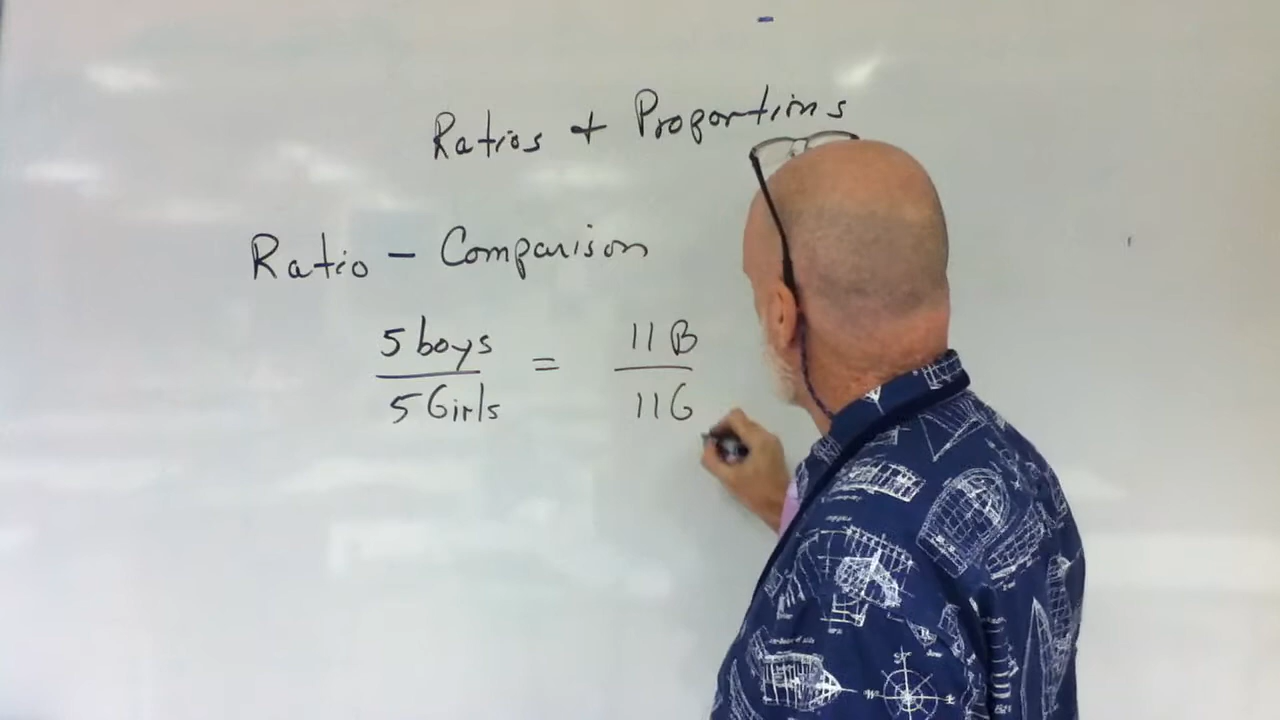 Ratios + Proportions
Ratio - Comparison
5 boys = 11 B
5 Girls 11 G